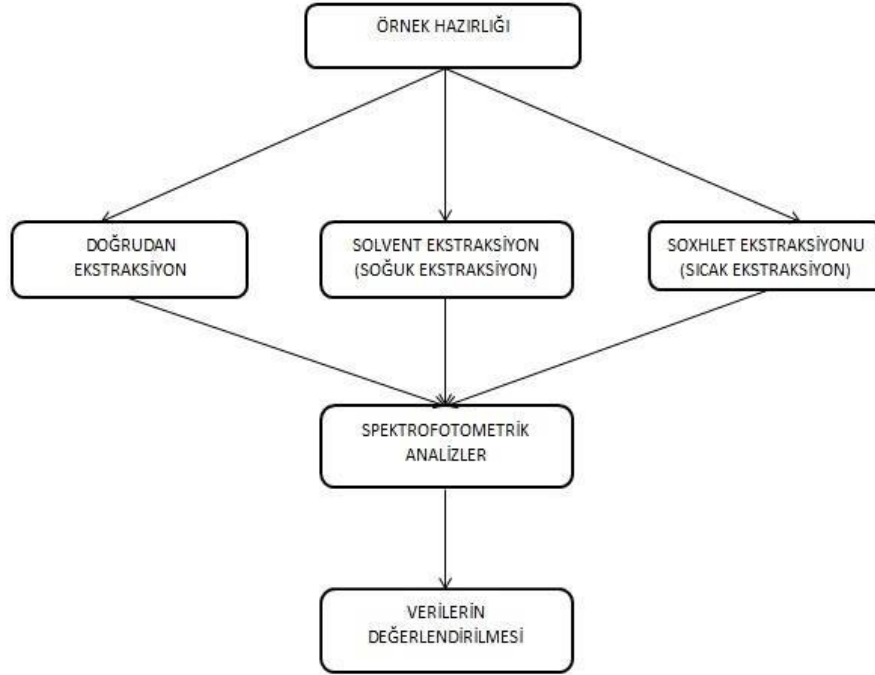 ÖRNEK HAZIRLIĞI
DOĞRUDAN
EKSTRAKSİYON
SOLVENT EKSTRAKSİYON
(SOĞUK EKSTRAKSİYON)
SOXHLET EKSTRAKSİYONU
(SICAK EKSTRAKSİYON)
SPEKTROFOTOMETRİK
ANALİZLER
VERİLERİN
DEĞERLENDİRİLMESİ